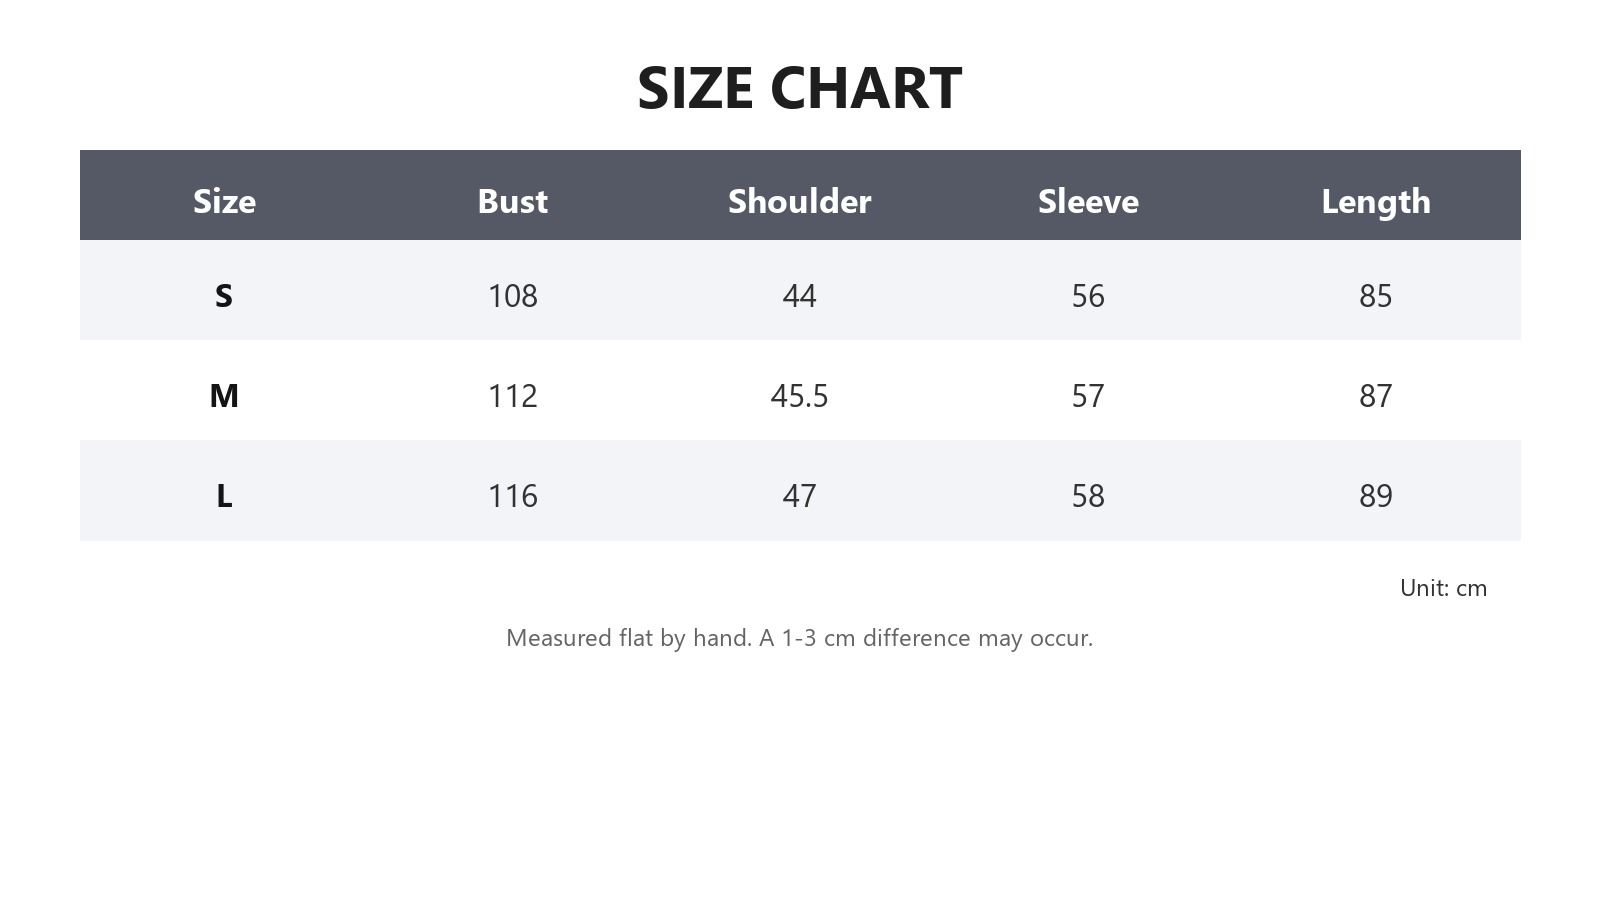 SIZE CHART
Size Bust Shoulder Sleeve Length
S 108 44 56 85
M 112 45.5 57 87
L 116 47 58 89
Unit: cm
Measured flat by hand. A 1-3 cm difference may occur.